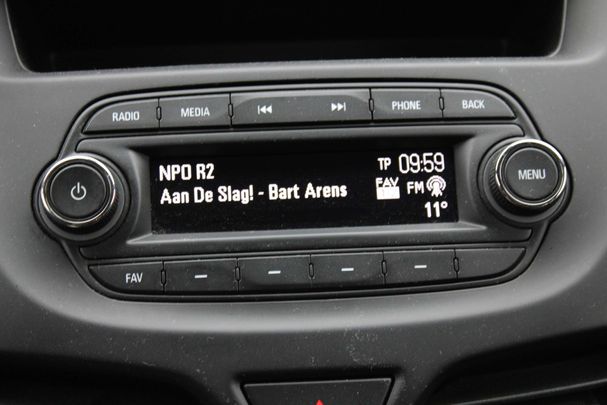 RADIO MEDIA PHONE BACK
NPO R2 TP 09:59
Aan De Slag! - Bart Arens FAV FM
11°
MENU
FAV